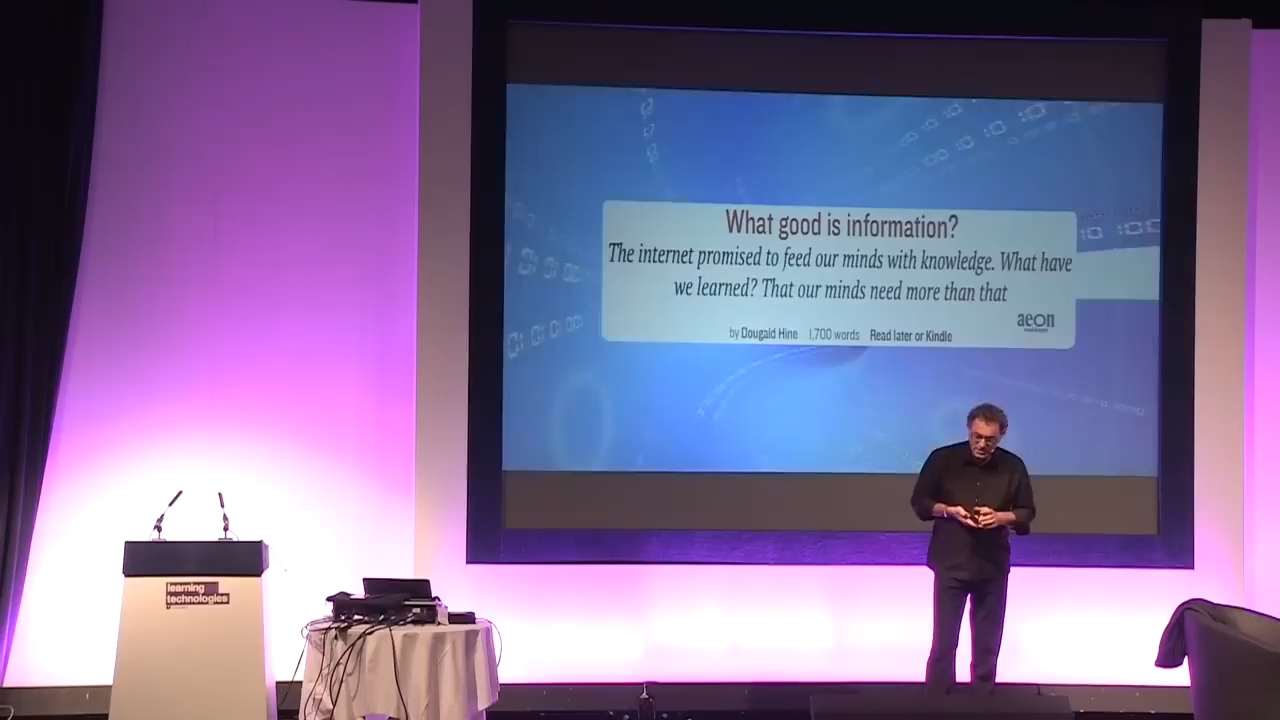 What good is information?
The internet promised to feed our minds with knowledge. What have
we learned? That our minds need more than that
aeon
by Dougald Hine 1,700 words Read later or Kindle
learning
technologies